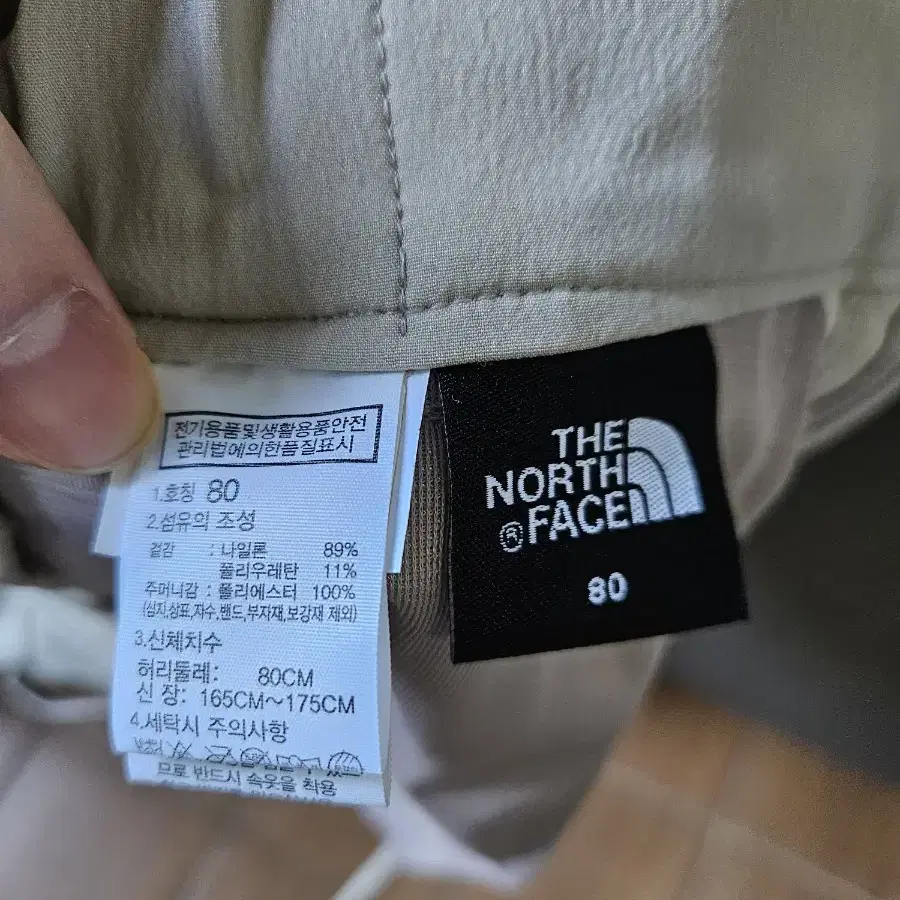 전기용품및생활용품안전
관리법에의한품질표시
1.호칭 80
2.섬유의 조성
겉감 : 나일론 89%
폴리우레탄 11%
주머니감 : 폴리에스터 100%
(심지,상표,자수,밴드,부자재,보강재 제외)
3.신체치수
허리둘레: 80CM
신 장: 165CM~175CM
4.세탁시 주의사항
므로 반드시 속옷을 착용
THE
NORTH
®FACE
80